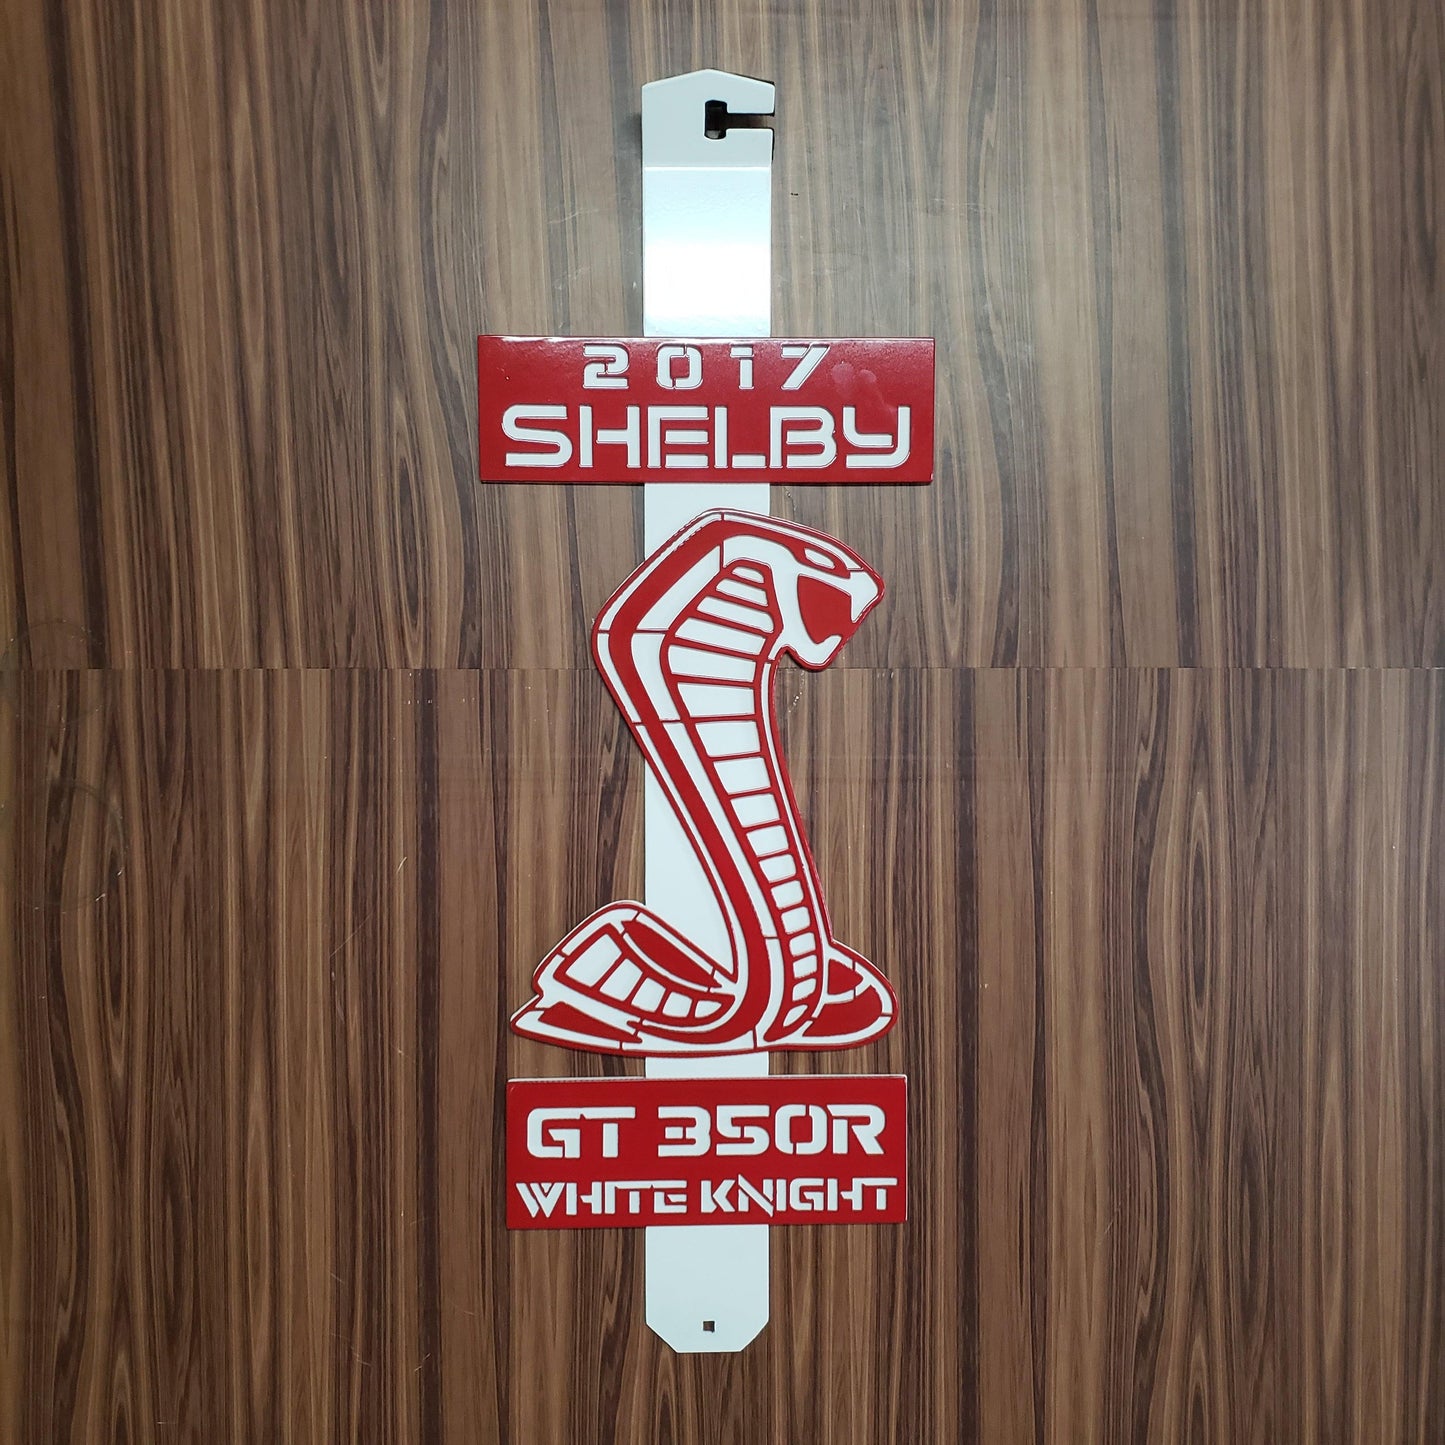 2017
SHELBY
GT 350R
WHITE KNIGHT